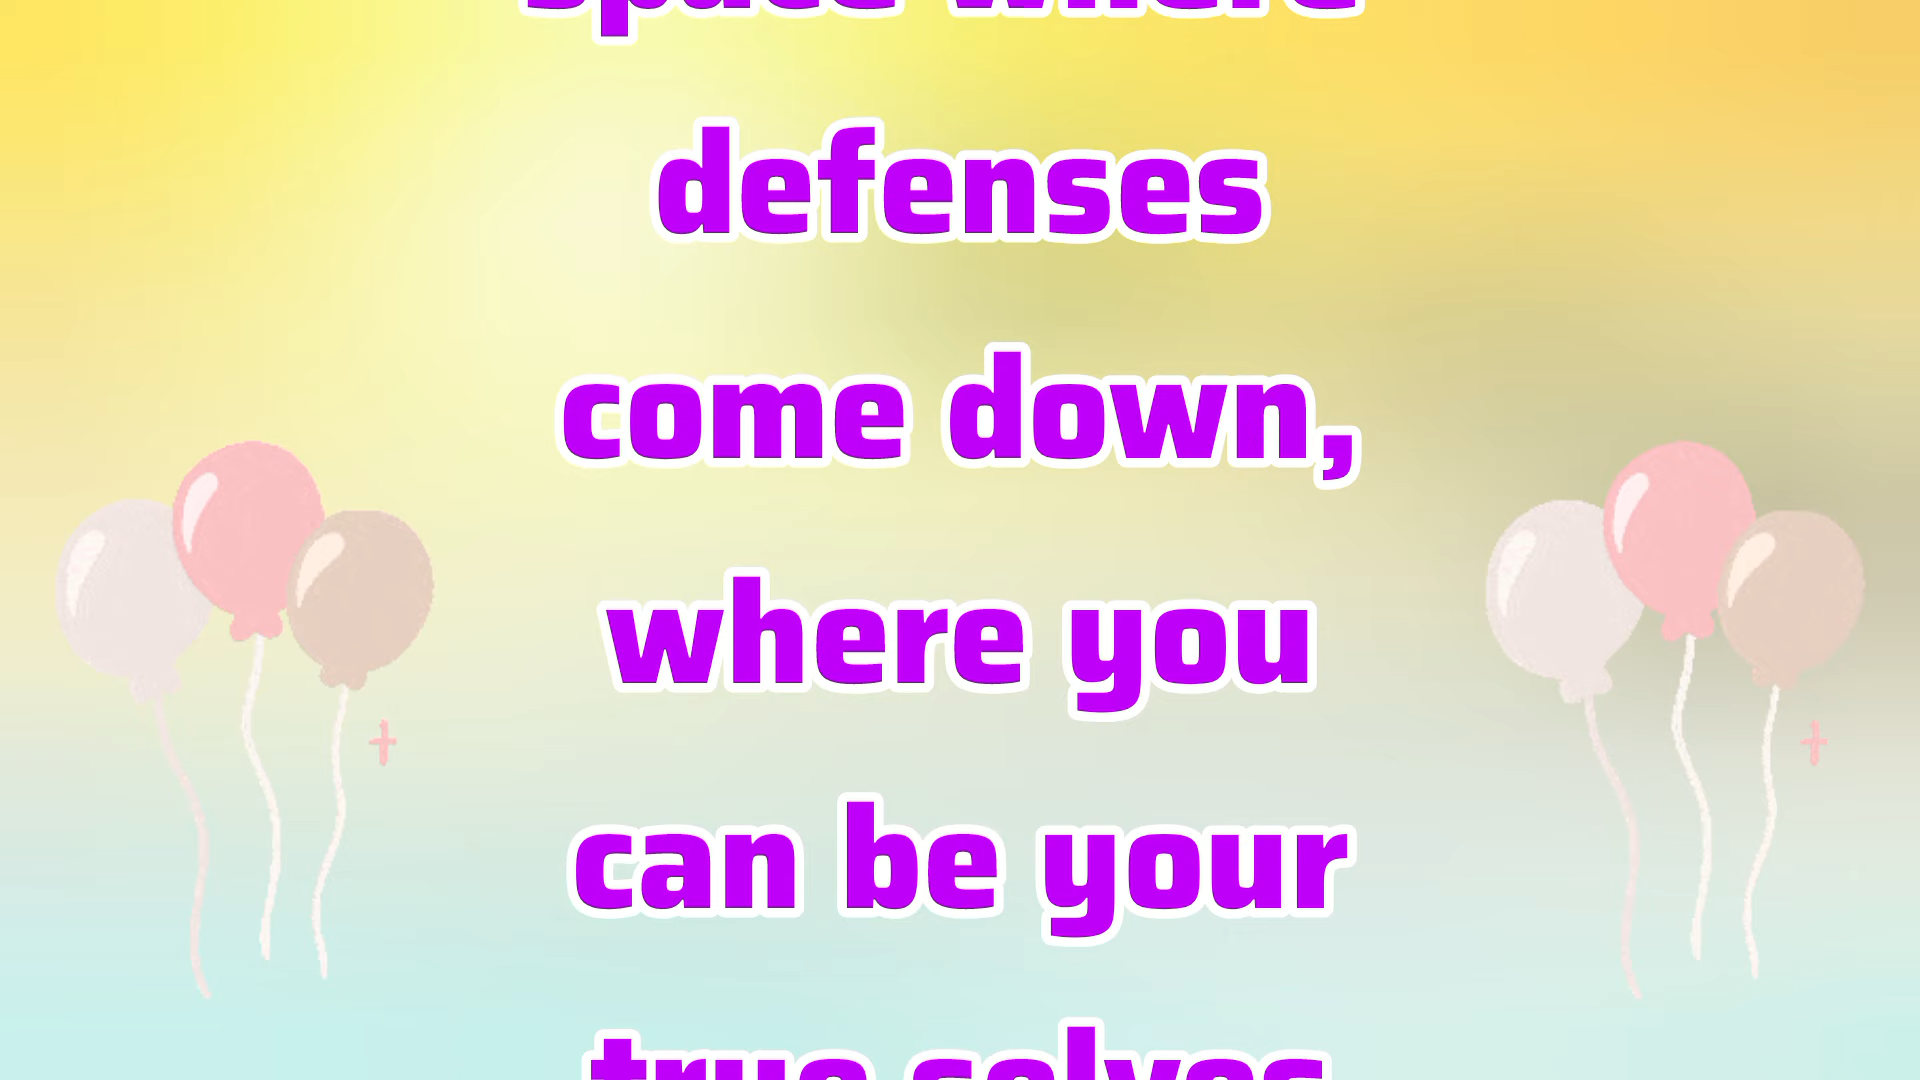 space where
defenses
come down,
where you
can be your
true selves